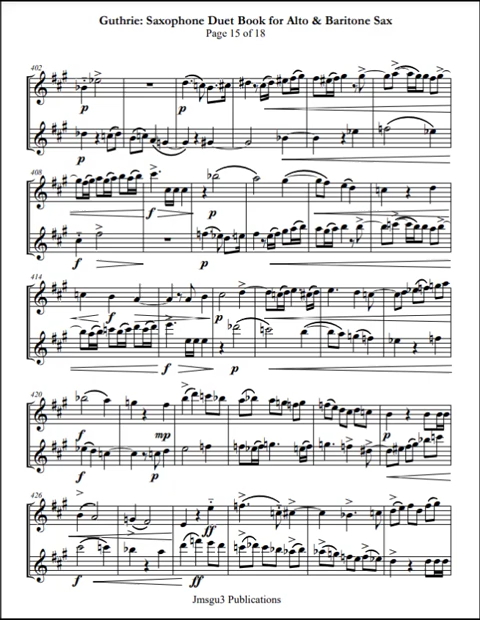 Guthrie: Saxophone Duet Book for Alto & Baritone Sax
Page 15 of 18
402
p
p
p
408
f
p
f
p
414
f
p
f
p
420
f
mp
p
f
p
426
ff
ff
Jmsgu3 Publications